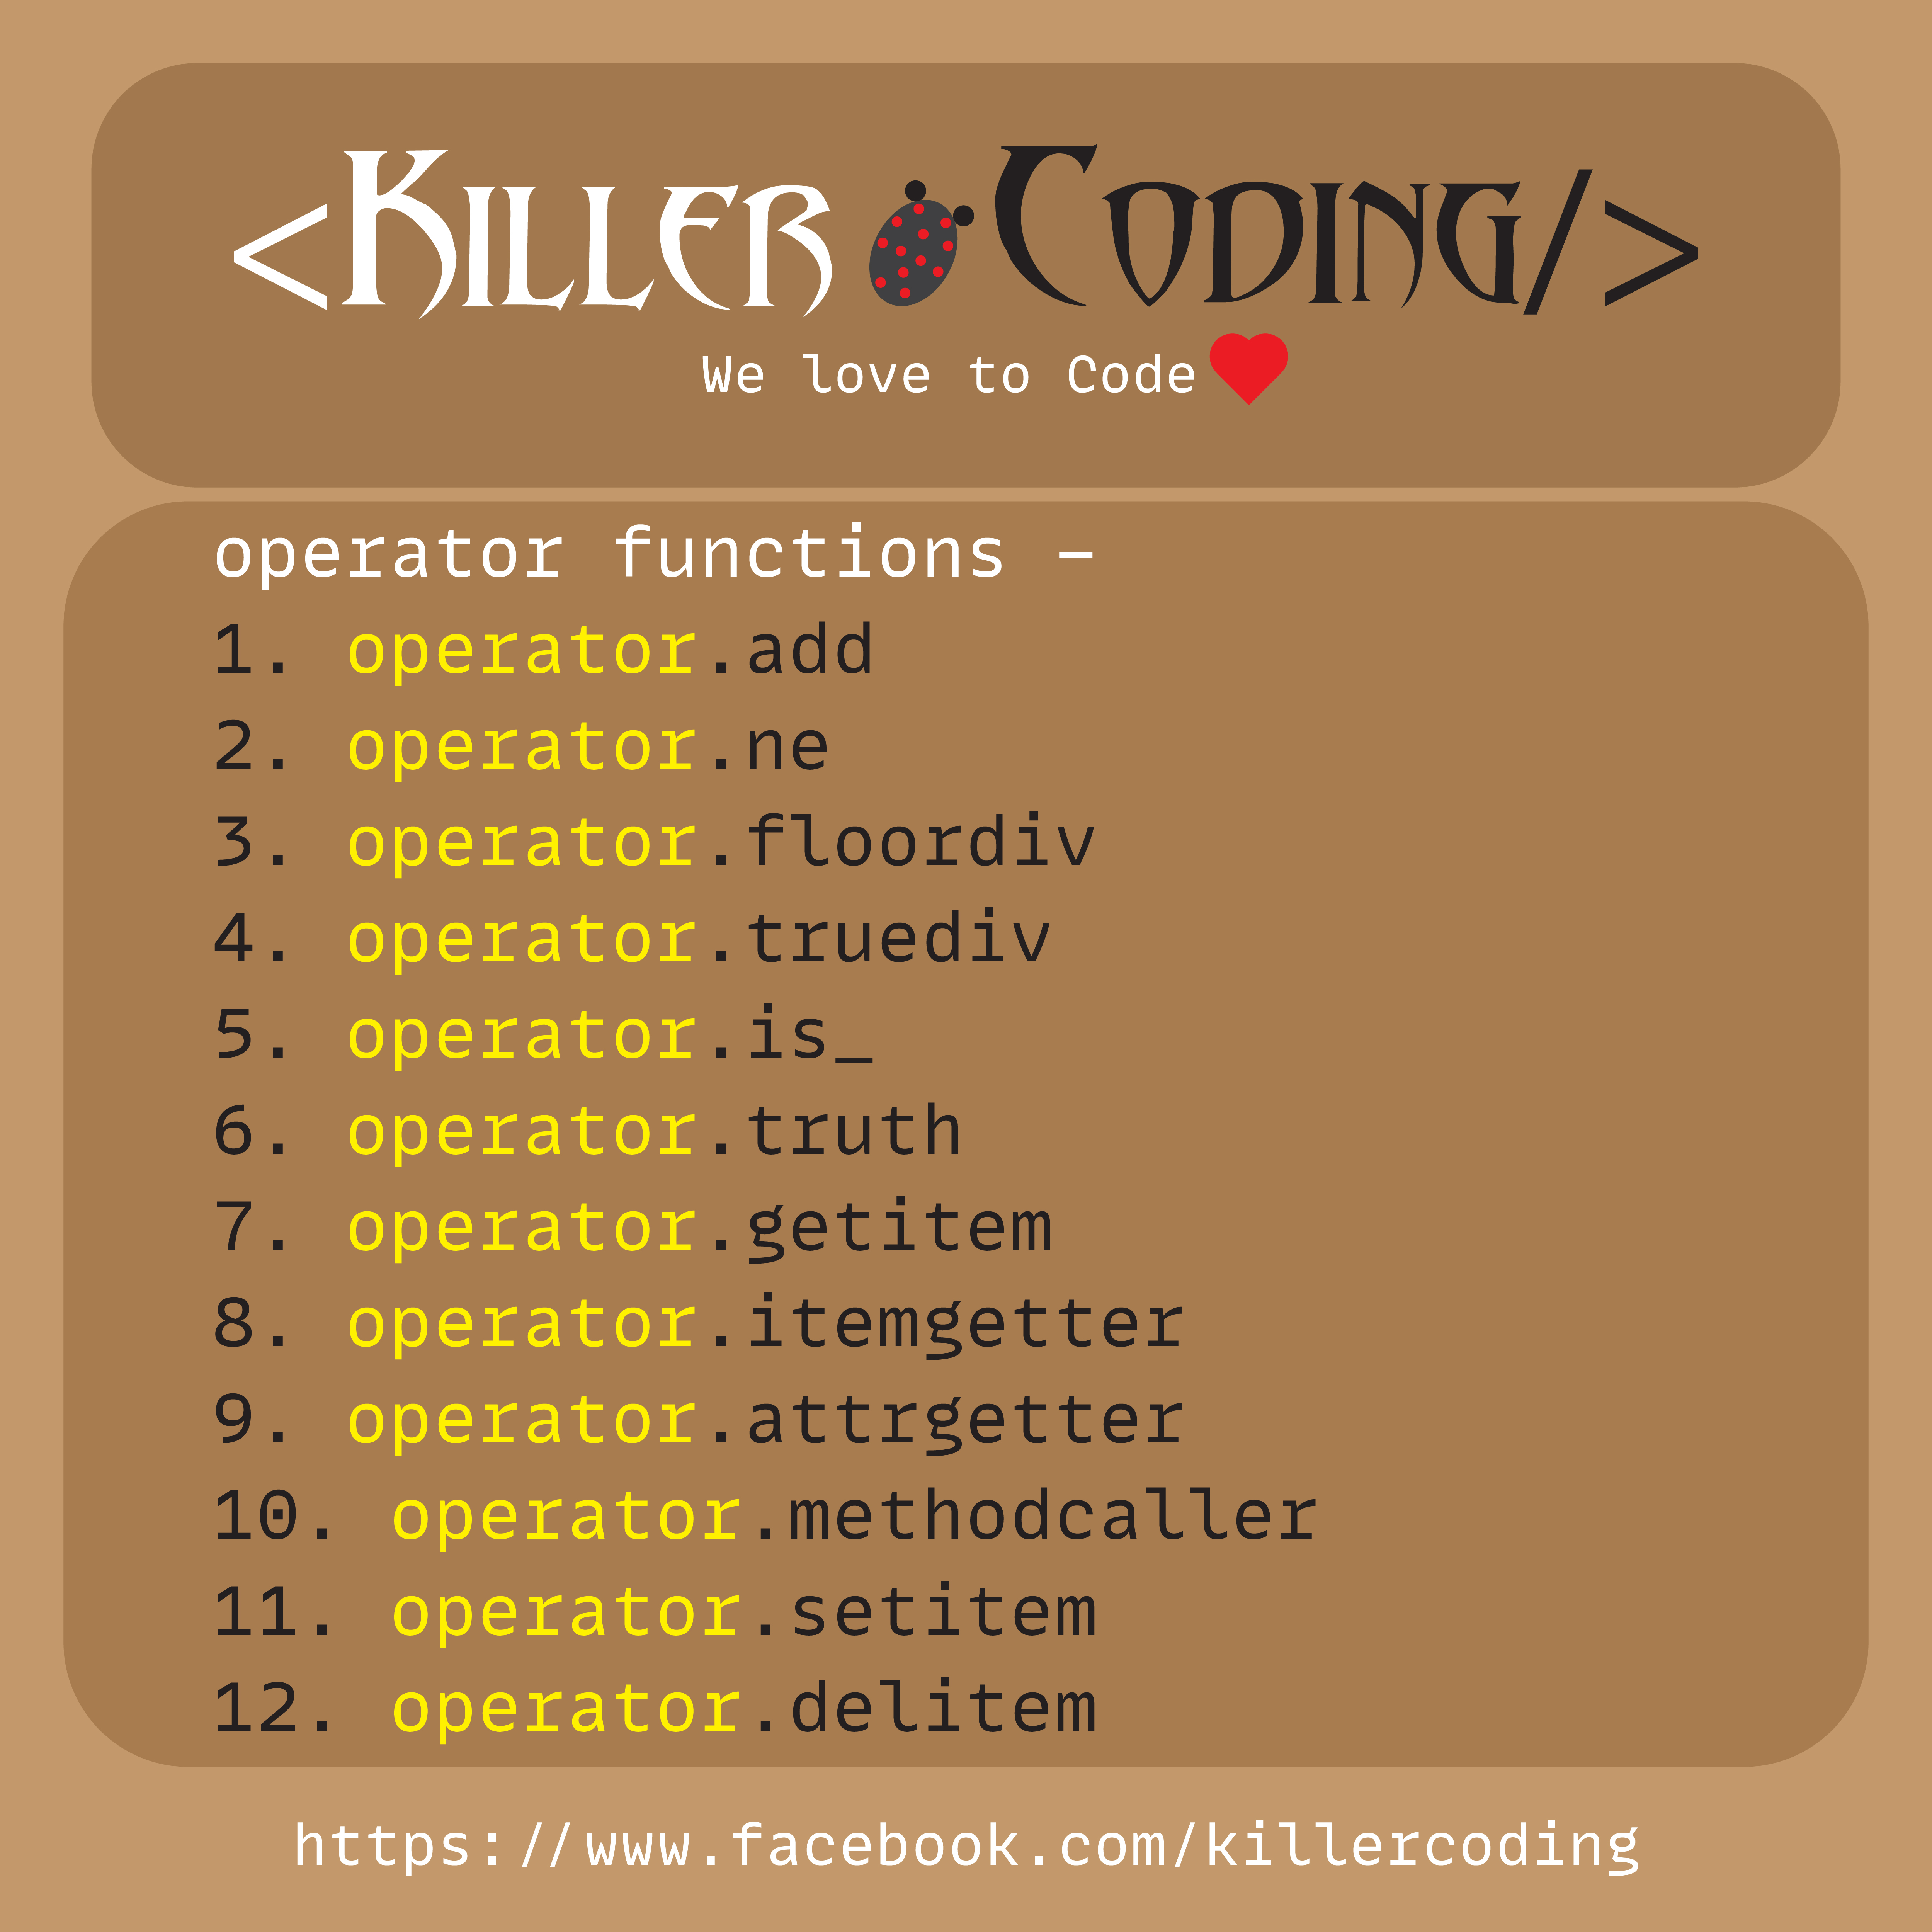 <Killer Coding/>
We love to Code
operator functions -
1. operator.add
2. operator.ne
3. operator.floordiv
4. operator.truediv
5. operator.is_
6. operator.truth
7. operator.getitem
8. operator.itemgetter
9. operator.attrgetter
10. operator.methodcaller
11. operator.setitem
12. operator.delitem
https://www.facebook.com/killercoding